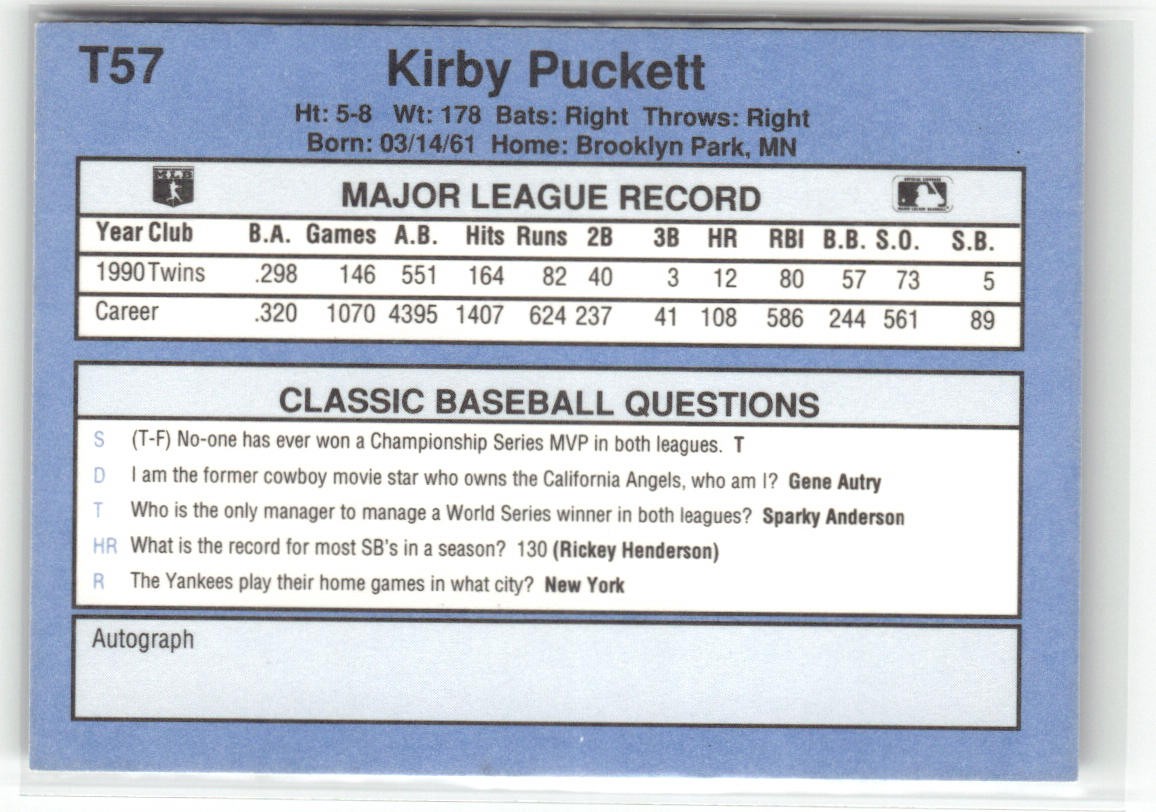 T57
Kirby Puckett
Ht: 5-8 Wt: 178 Bats: Right Throws: Right
Born: 03/14/61 Home: Brooklyn Park, MN
MLB
MAJOR LEAGUE RECORD
Year Club B.A. Games A.B. Hits Runs 2B 3B HR RBI B.B. S.O. S.B.
1990 Twins .298 146 551 164 82 40 3 12 80 57 73 5
Career .320 1070 4395 1407 624 237 41 108 586 244 561 89
CLASSIC BASEBALL QUESTIONS
S (T-F) No-one has ever won a Championship Series MVP in both leagues. T
D I am the former cowboy movie star who owns the California Angels, who am I? Gene Autry
T Who is the only manager to manage a World Series winner in both leagues? Sparky Anderson
HR What is the record for most SB's in a season? 130 (Rickey Henderson)
R The Yankees play their home games in what city? New York
Autograph